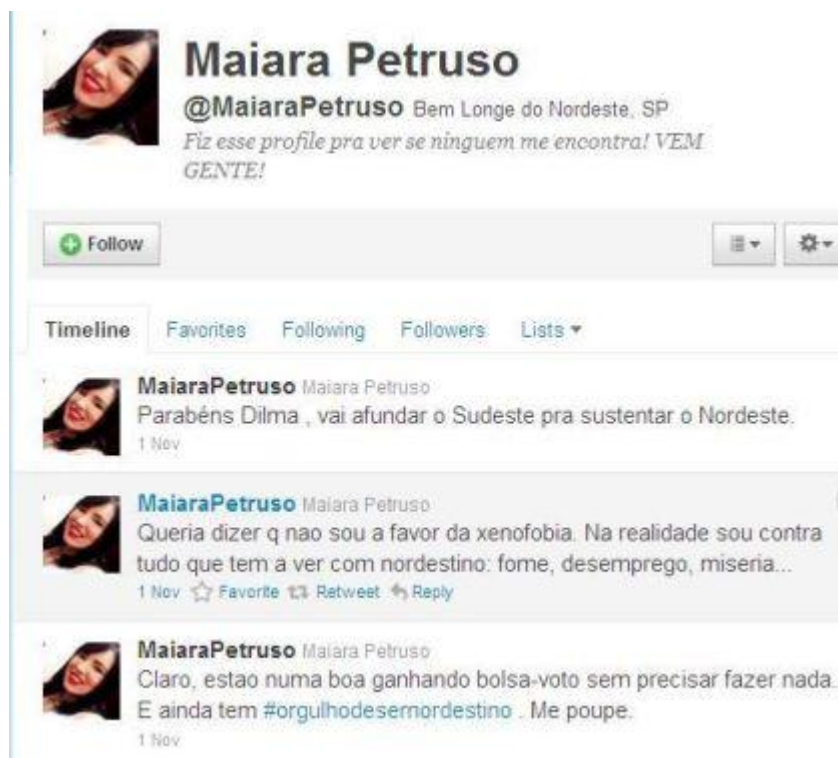 Maiara Petruso
@MaiaraPetruso Bem Longe do Nordeste, SP
Fiz esse profile pra ver se ninguem me encontra! VEM
GENTE!
Follow
Timeline Favorites Following Followers Lists
MaiaraPetruso Maiara Petruso
Parabéns Dilma , vai afundar o Sudeste pra sustentar o Nordeste.
1 Nov
MaiaraPetruso Maiara Petruso
Queria dizer q nao sou a favor da xenofobia. Na realidade sou contra
tudo que tem a ver com nordestino: fome, desemprego, miseria...
1 Nov Favorite Retweet Reply
MaiaraPetruso Maiara Petruso
Claro, estao numa boa ganhando bolsa-voto sem precisar fazer nada.
E ainda tem #orgulhodesernordestino . Me poupe.
1 Nov